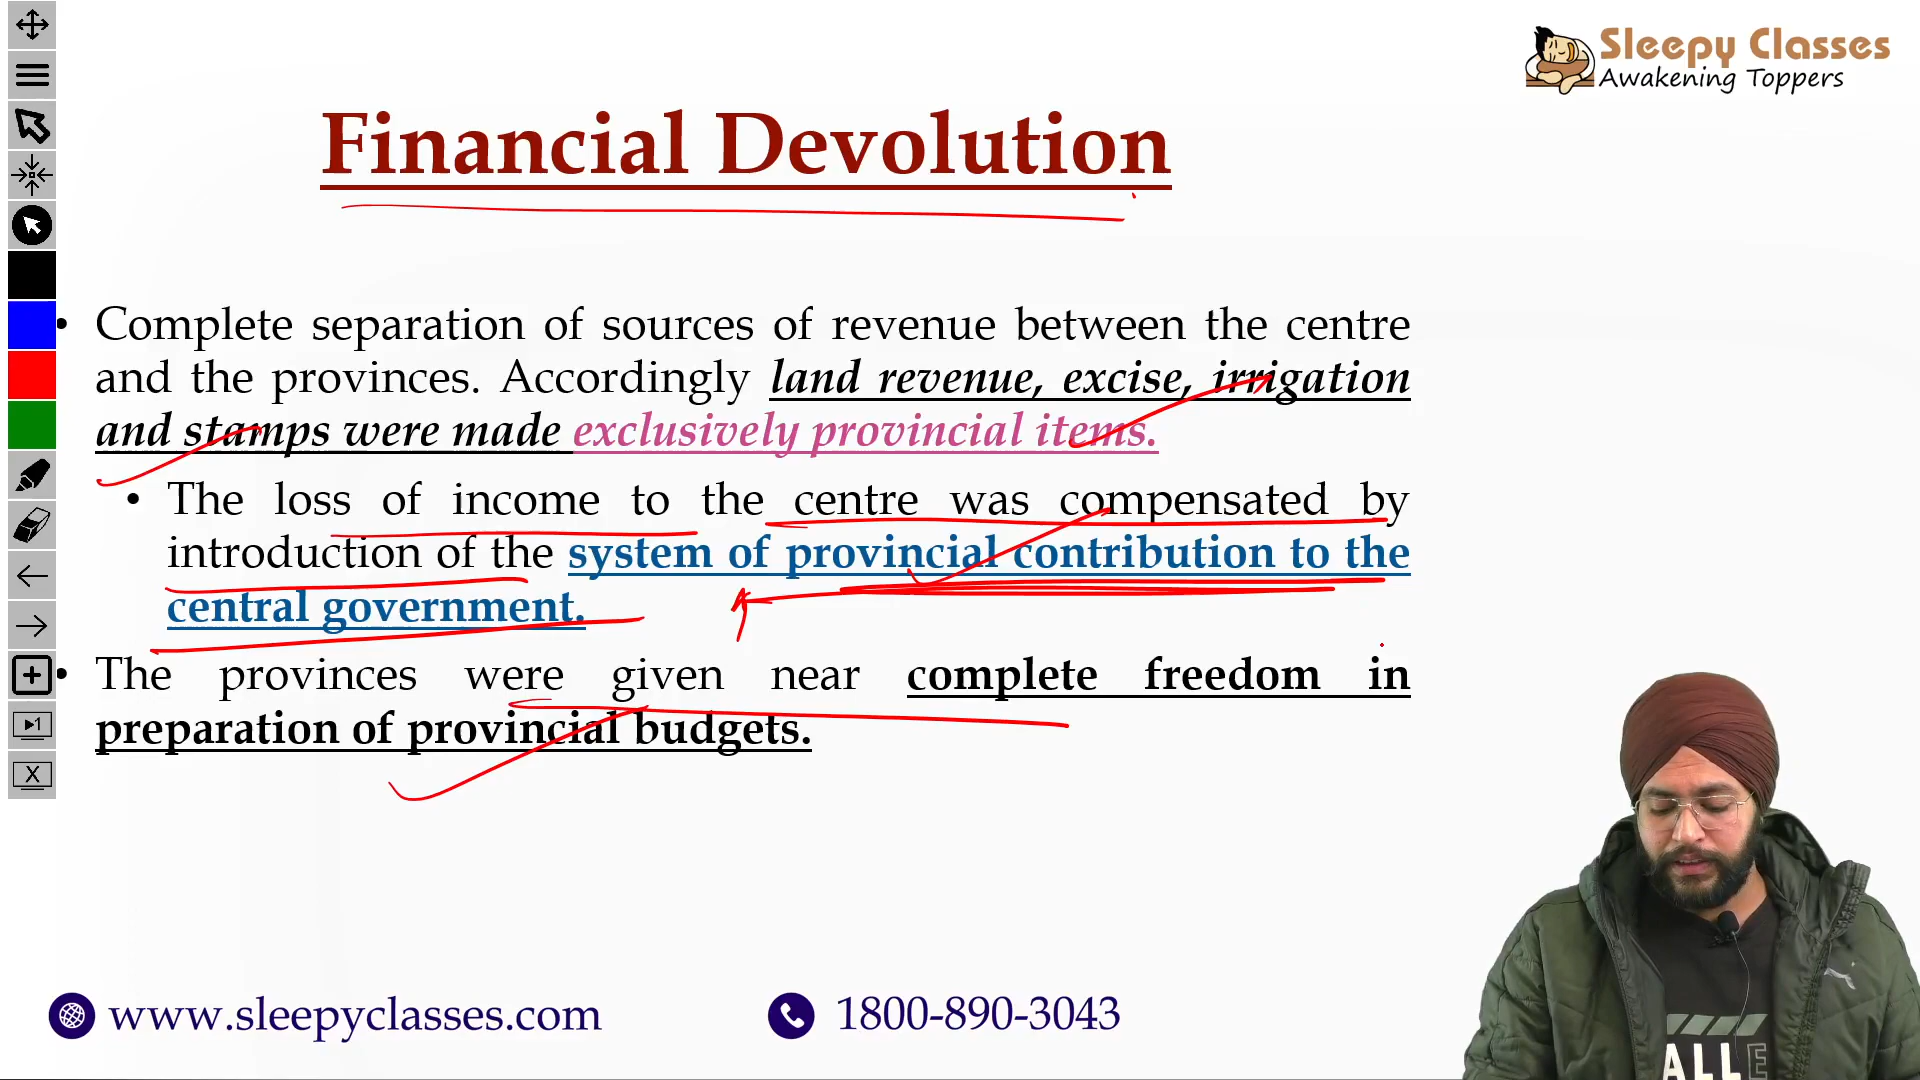 Sleepy Classes
Awakening Toppers
Financial Devolution
• Complete separation of sources of revenue between the centre
and the provinces. Accordingly land revenue, excise, irrigation
and stamps were made exclusively provincial items.
• The loss of income to the centre was compensated by
introduction of the system of provincial contribution to the
central government.
• The provinces were given near complete freedom in
preparation of provincial budgets.
www.sleepyclasses.com
1800-890-3043
1
X
ALLE